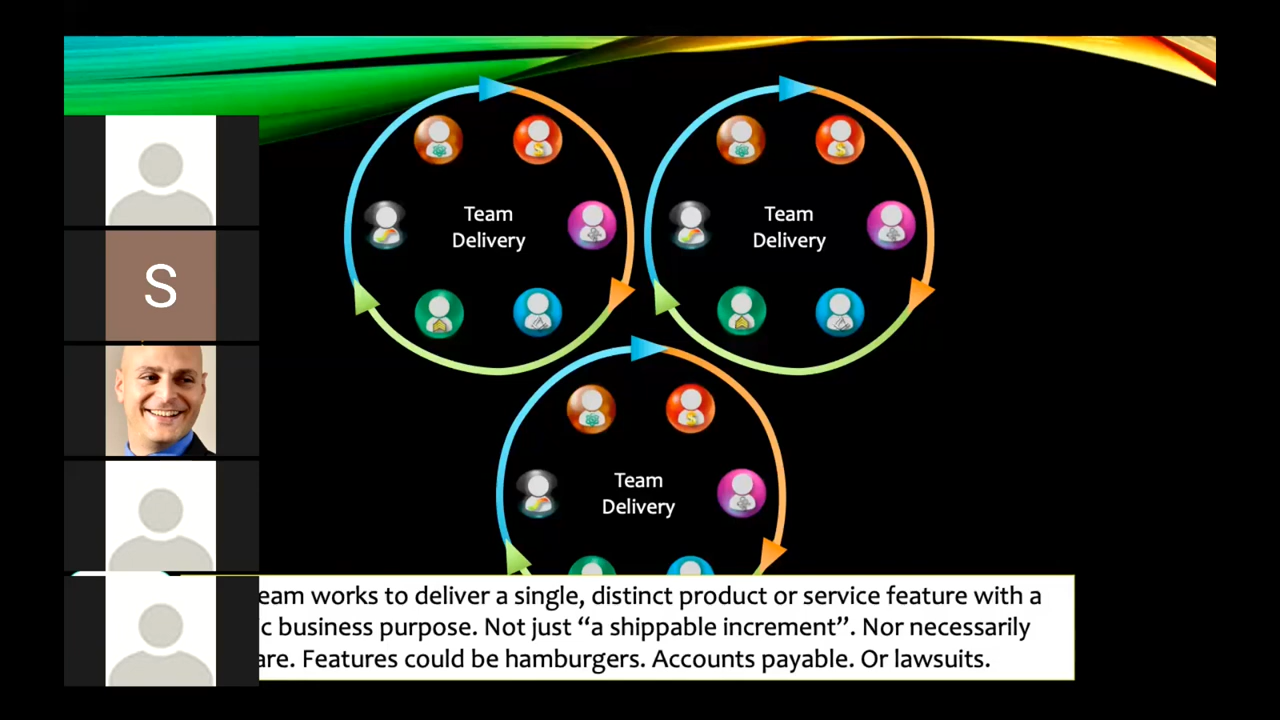 Team
Delivery
Team
Delivery
S
Team
Delivery
eam works to deliver a single, distinct product or service feature with a
c business purpose. Not just “a shippable increment”. Nor necessarily
are. Features could be hamburgers. Accounts payable. Or lawsuits.